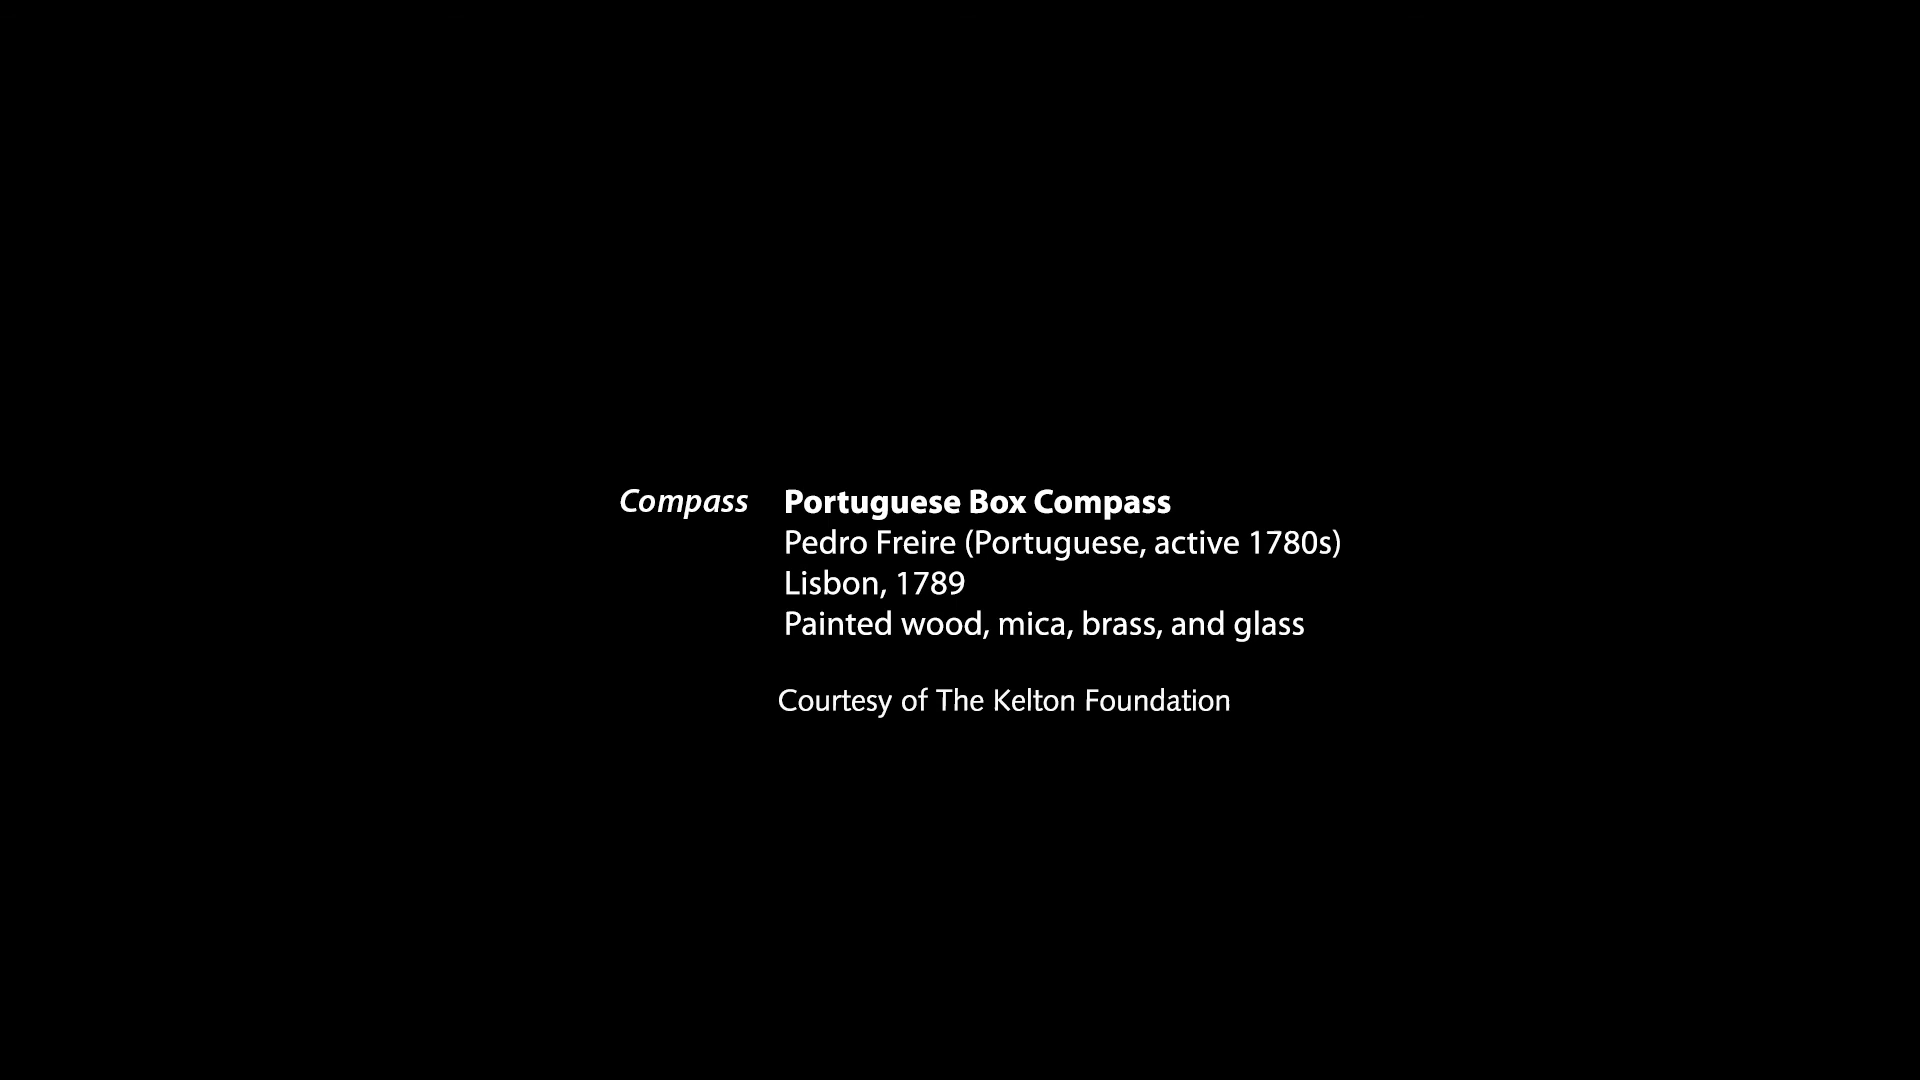 Compass Portuguese Box Compass
Pedro Freire (Portuguese, active 1780s)
Lisbon, 1789
Painted wood, mica, brass, and glass
Courtesy of The Kelton Foundation